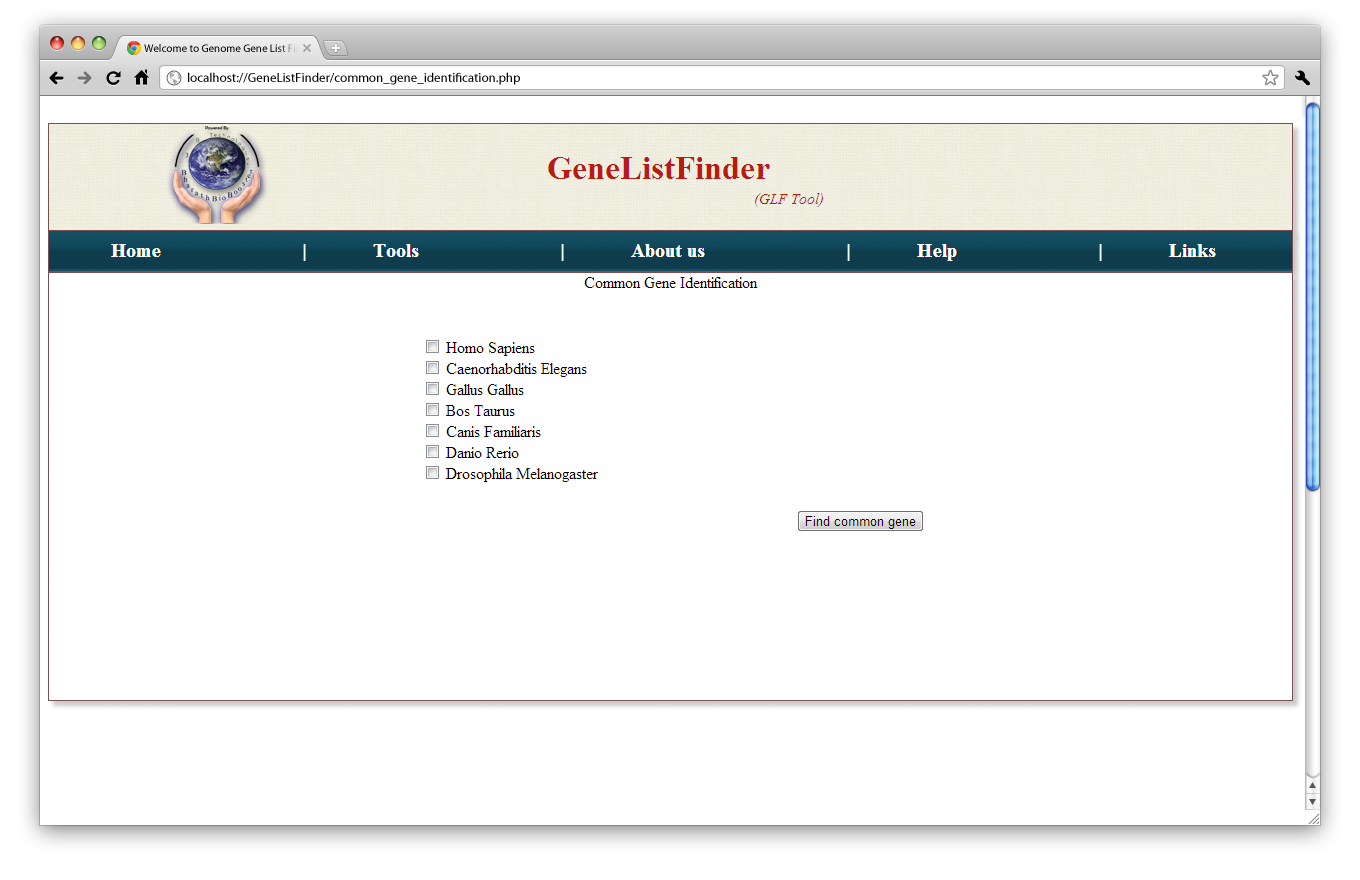 Welcome to Genome Gene List Fi
localhost://GeneListFinder/common_gene_identification.php
Powered By
GeneListFinder
(GLF Tool)
Home | Tools | About us | Help | Links
Common Gene Identification
Homo Sapiens
Caenorhabditis Elegans
Gallus Gallus
Bos Taurus
Canis Familiaris
Danio Rerio
Drosophila Melanogaster
Find common gene